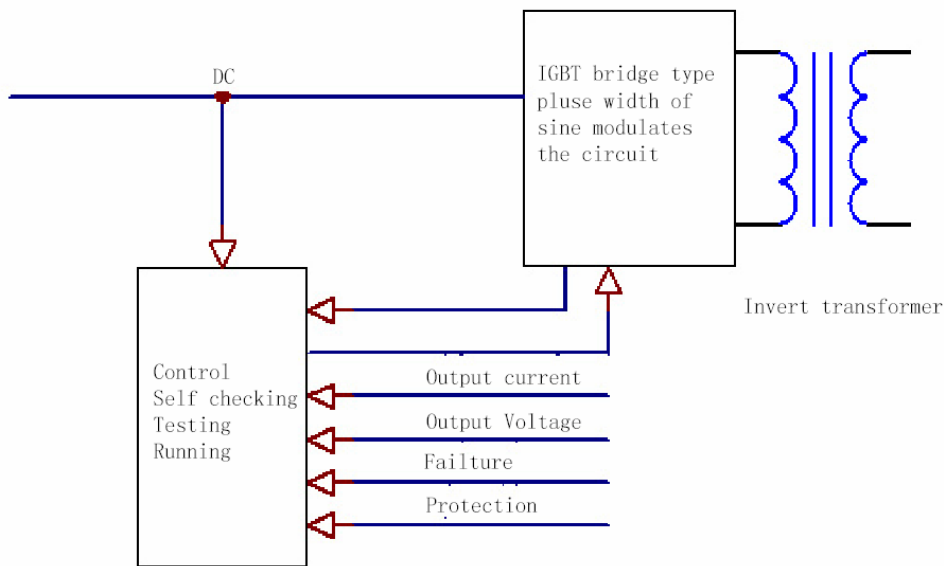 DC
IGBT bridge type
pluse width of
sine modulates
the circuit
Invert transformer
Control
Self checking
Testing
Running
Output current
Output Voltage
Failture
Protection